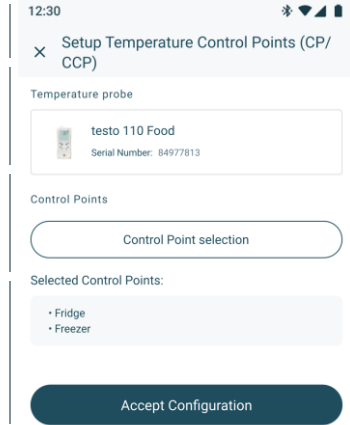 12:30
Setup Temperature Control Points (CP/
CCP)
Temperature probe
testo 110 Food
Serial Number: 84977813
Control Points
Control Point selection
Selected Control Points:
• Fridge
• Freezer
Accept Configuration